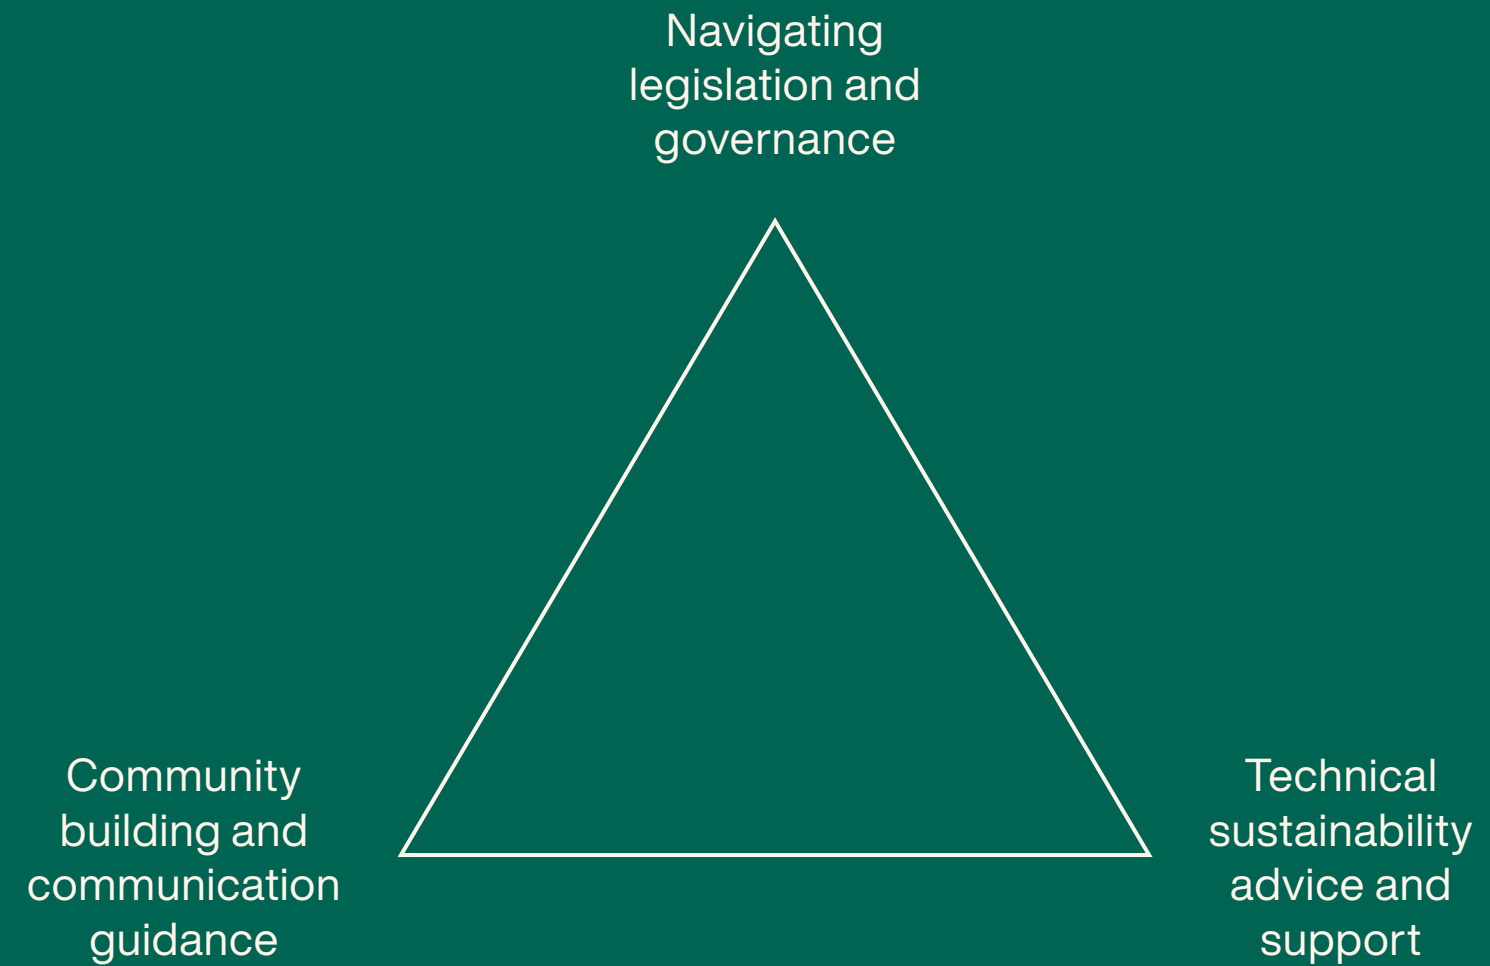 Navigating
legislation and
governance
Community
building and
communication
guidance
Technical
sustainability
advice and
support